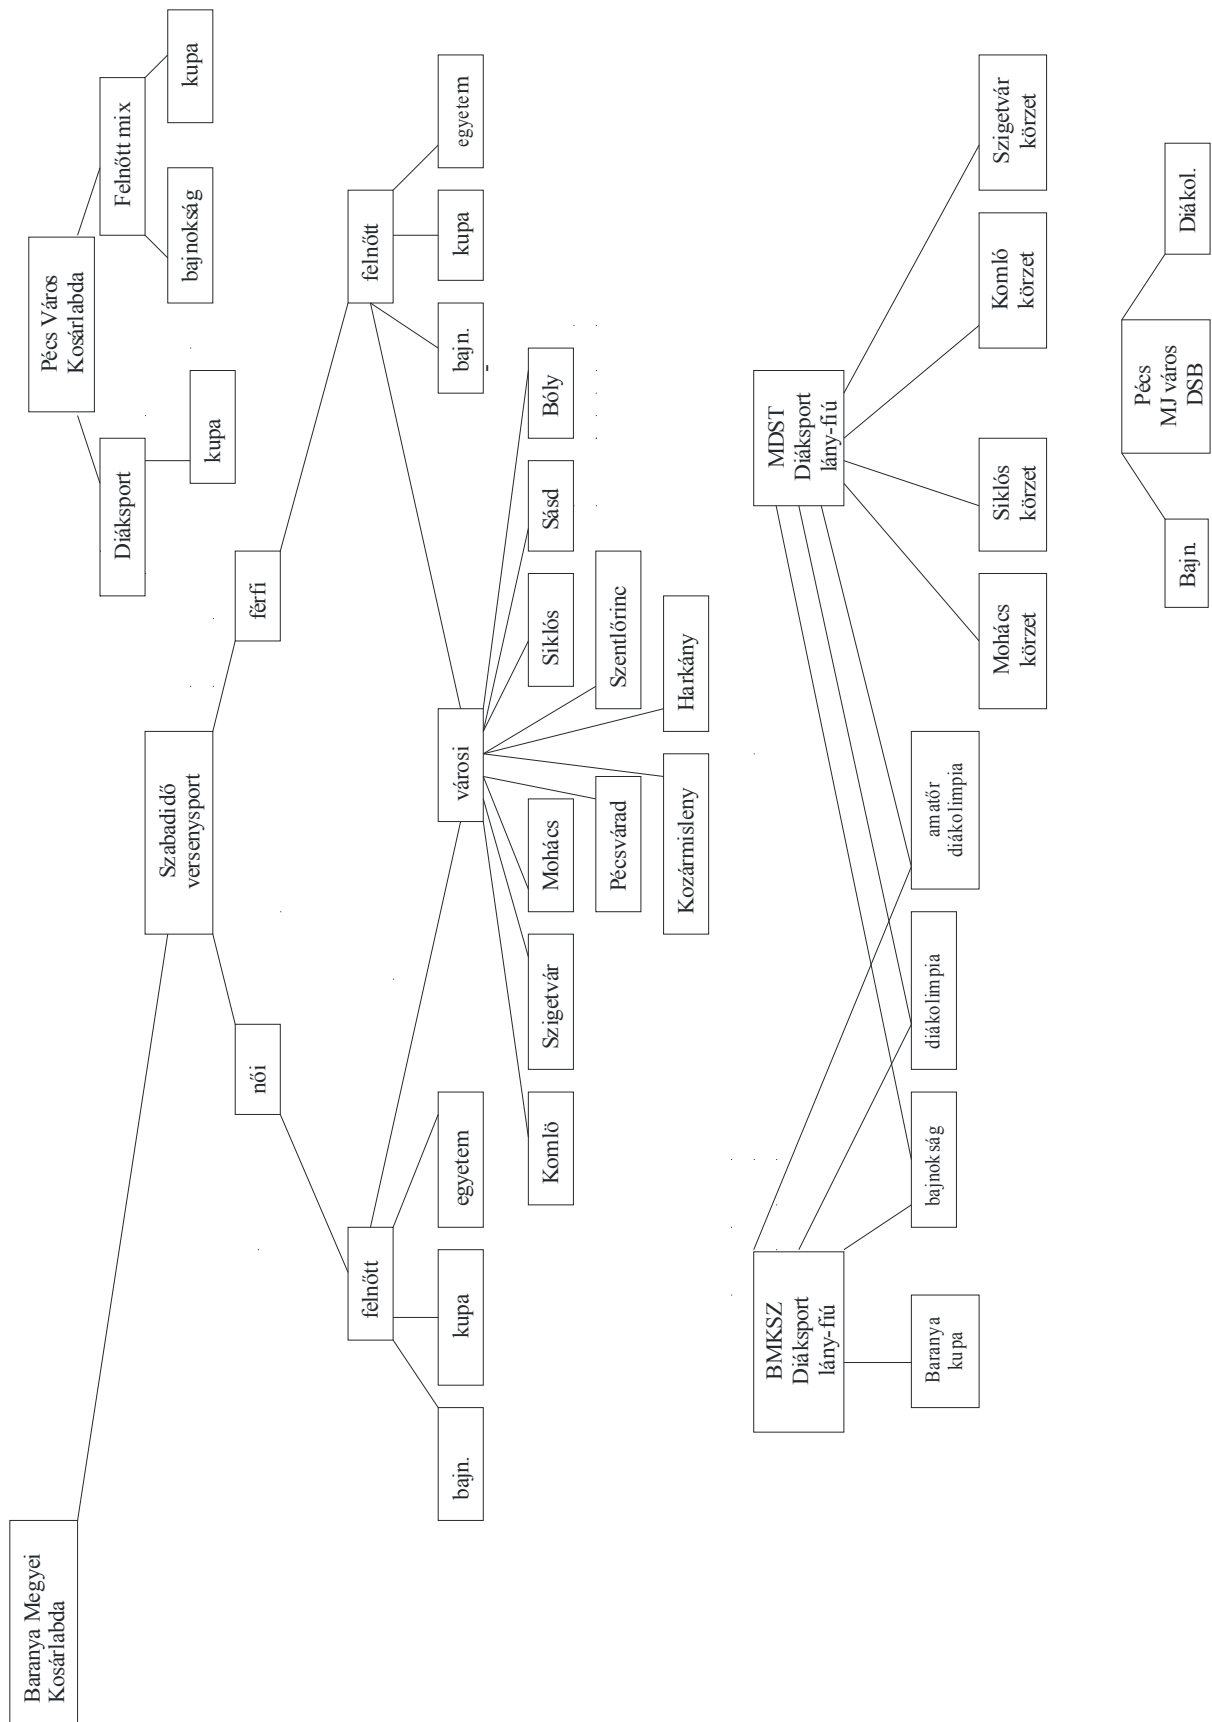 Baranya Megyei
Kosárlabda
Pécs Város
Kosárlabda
Diáksport
Felnőtt mix
kupa
bajnokság
kupa
Szabadidő
versenysport
női
férfi
felnőtt
felnőtt
bajn.
kupa
egyetem
városi
bajn.
kupa
egyetem
Komlö
Szigetvár
Mohács
Siklós
Sásd
Bóly
Pécsvárad
Szentlőrinc
Kozármisleny
Harkány
BMKSZ
Diáksport
lány-fiú
MDST
Diáksport
lány-fiú
Baranya
kupa
bajnokság
diákolimpia
amatőr
diákolimpia
Mohács
körzet
Siklós
körzet
Komló
körzet
Szigetvár
körzet
Pécs
MJ város
DSB
Bajn.
Diákol.